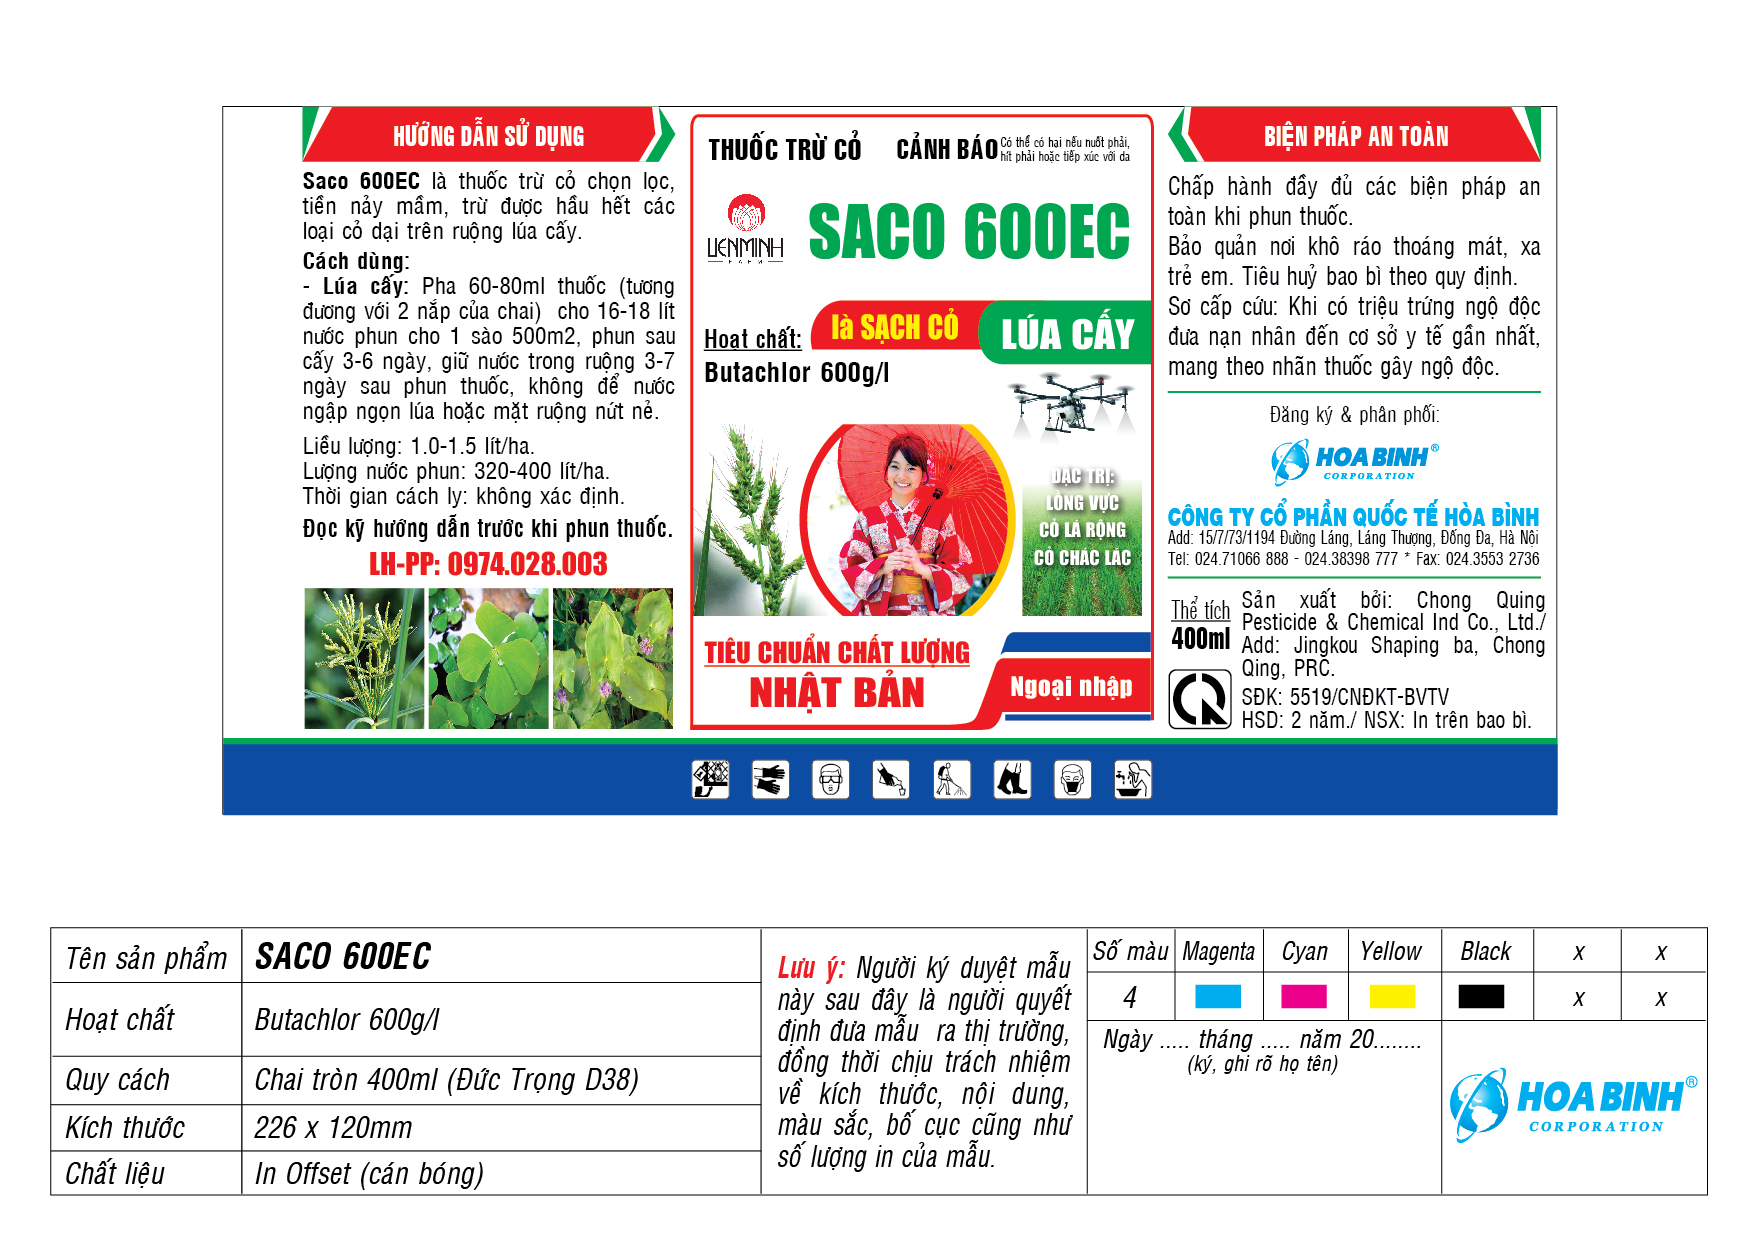 HƯỚNG DẪN SỬ DỤNG
Saco 600EC là thuốc trừ cỏ chọn lọc,
tiền nảy mầm, trừ được hầu hết các
loại cỏ dại trên ruộng lúa cấy.
Cách dùng:
- Lúa cấy: Pha 60-80ml thuốc (tương
đương với 2 nắp của chai) cho 16-18 lít
nước phun cho 1 sào 500m2, phun sau
cấy 3-6 ngày, giữ nước trong ruộng 3-7
ngày sau phun thuốc, không để nước
ngập ngọn lúa hoặc mặt ruộng nứt nẻ.
Liều lượng: 1.0-1.5 lít/ha.
Lượng nước phun: 320-400 lít/ha.
Thời gian cách ly: không xác định.
Đọc kỹ hướng dẫn trước khi phun thuốc.
LH-PP: 0974.028.003
THUỐC TRỪ CỎ
CẢNH BÁO Có thể có hại nếu nuốt phải,
hít phải hoặc tiếp xúc với da
LIENMINH
FARM
SACO 600EC
là SẠCH CỎ
LÚA CẤY
Hoạt chất:
Butachlor 600g/l
ĐẶC TRỊ:
LỒNG VỰC
CỎ LÁ RỘNG
CỎ CHÁC LÁC
TIÊU CHUẨN CHẤT LƯỢNG
NHẬT BẢN
Ngoại nhập
BIỆN PHÁP AN TOÀN
Chấp hành đầy đủ các biện pháp an
toàn khi phun thuốc.
Bảo quản nơi khô ráo thoáng mát, xa
trẻ em. Tiêu huỷ bao bì theo quy định.
Sơ cấp cứu: Khi có triệu trứng ngộ độc
đưa nạn nhân đến cơ sở y tế gần nhất,
mang theo nhãn thuốc gây ngộ độc.
Đăng ký & phân phối:
HOA BINH®
CORPORATION
CÔNG TY CỔ PHẦN QUỐC TẾ HÒA BÌNH
Add: 15/7/73/1194 Đường Láng, Láng Thượng, Đống Đa, Hà Nội
Tel: 024.71066 888 - 024.38398 777 * Fax: 024.3553 2736
Thể tích
400ml
Sản xuất bởi: Chong Quing
Pesticide & Chemical Ind Co., Ltd./
Add: Jingkou Shaping ba, Chong
Qing, PRC.
SĐK: 5519/CNĐKT-BVTV
HSD: 2 năm./ NSX: In trên bao bì.
Tên sản phẩm
SACO 600EC
Hoạt chất
Butachlor 600g/l
Quy cách
Chai tròn 400ml (Đức Trọng D38)
Kích thước
226 x 120mm
Chất liệu
In Offset (cán bóng)
Lưu ý: Người ký duyệt mẫu
này sau đây là người quyết
định đưa mẫu ra thị trường,
đồng thời chịu trách nhiệm
về kích thước, nội dung,
màu sắc, bố cục cũng như
số lượng in của mẫu.
Số màu Magenta Cyan Yellow Black x x
4 x x
Ngày ..... tháng ..... năm 20........
(ký, ghi rõ họ tên)
HOA BINH®
CORPORATION